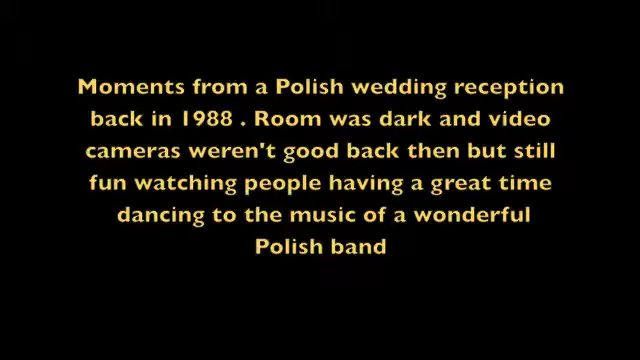 Moments from a Polish wedding reception
back in 1988 . Room was dark and video
cameras weren't good back then but still
fun watching people having a great time
dancing to the music of a wonderful
Polish band